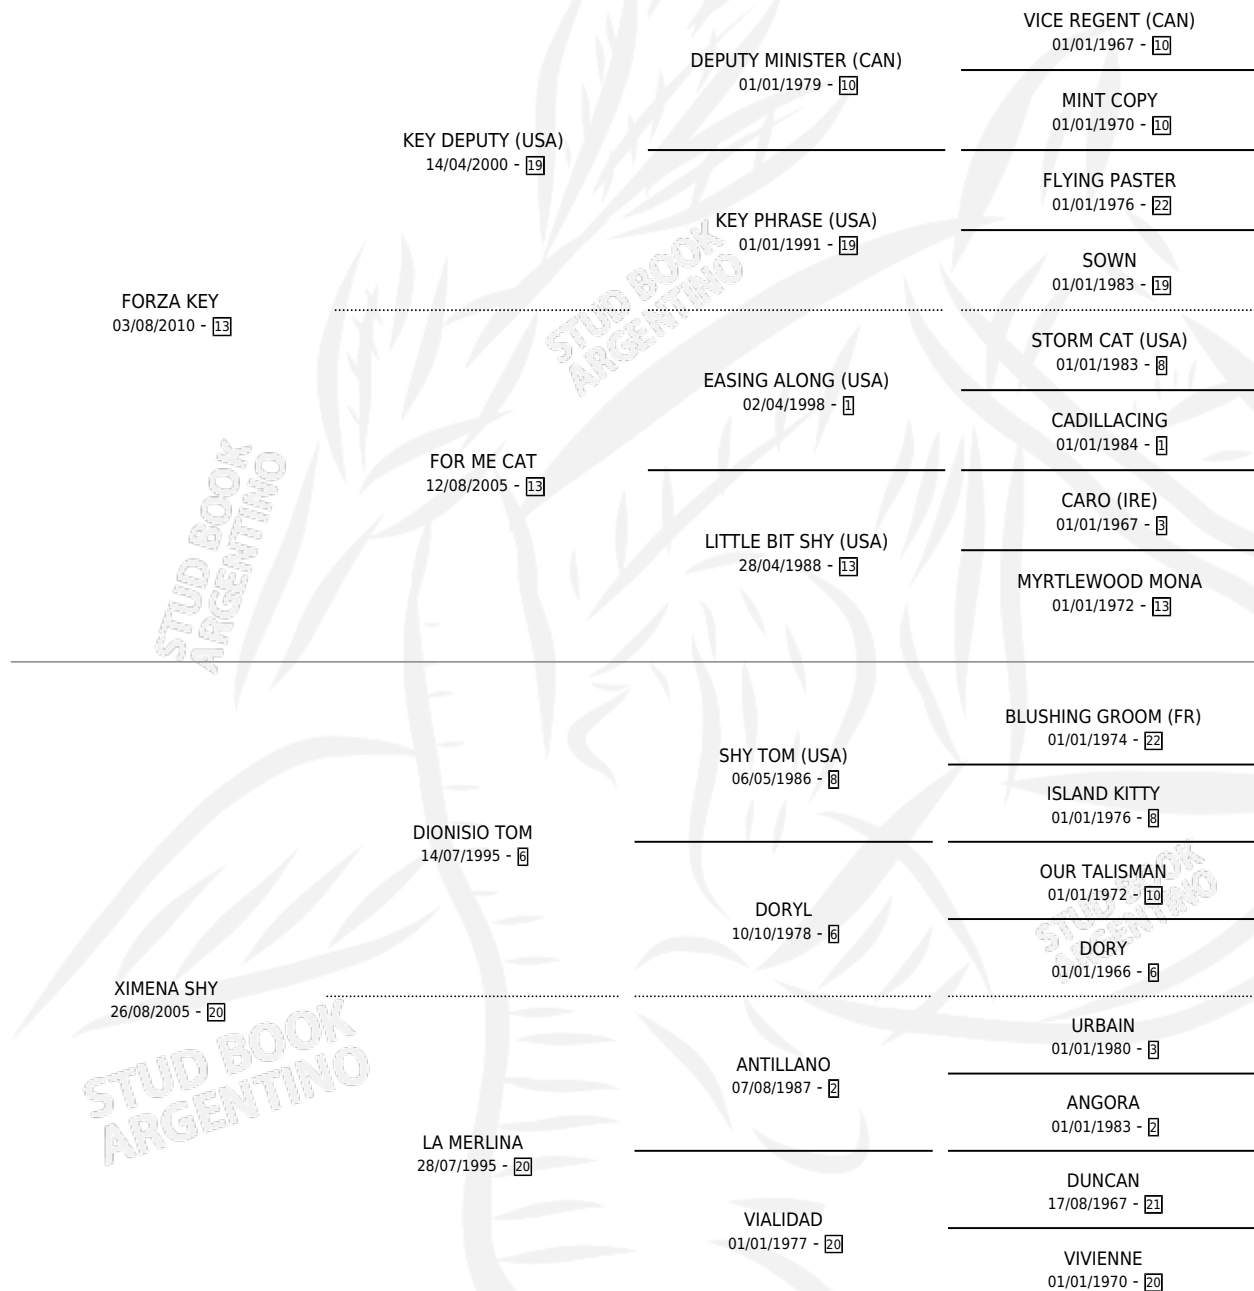 VICE REGENT (CAN)
01/01/1967 - 10
DEPUTY MINISTER (CAN)
01/01/1979 - 10
MINT COPY
01/01/1970 - 10
KEY DEPUTY (USA)
14/04/2000 - 19
FLYING PASTER
01/01/1976 - 22
KEY PHRASE (USA)
01/01/1991 - 19
SOWN
01/01/1983 - 19
FORZA KEY
03/08/2010 - 13
STORM CAT (USA)
01/01/1983 - 8
EASING ALONG (USA)
02/04/1998 - 1
CADILLACING
01/01/1984 - 1
FOR ME CAT
12/08/2005 - 13
CARO (IRE)
01/01/1967 - 3
LITTLE BIT SHY (USA)
28/04/1988 - 13
MYRTLEWOOD MONA
01/01/1972 - 13
BLUSHING GROOM (FR)
01/01/1974 - 22
SHY TOM (USA)
06/05/1986 - 8
ISLAND KITTY
01/01/1976 - 8
DIONISIO TOM
14/07/1995 - 6
OUR TALISMAN
01/01/1972 - 10
DORYL
10/10/1978 - 6
DORY
01/01/1966 - 6
XIMENA SHY
26/08/2005 - 20
URBAIN
01/01/1980 - 3
ANTILLANO
07/08/1987 - 2
ANGORA
01/01/1983 - 2
LA MERLINA
28/07/1995 - 20
DUNCAN
17/08/1967 - 21
VIALIDAD
01/01/1977 - 20
VIVIENNE
01/01/1970 - 20
STUD BOOK
ARGENTINO
STUD BOOK
ARGENTINO
STUD BOOK
ARGENTINO
STUD BOOK
ARGENTINO